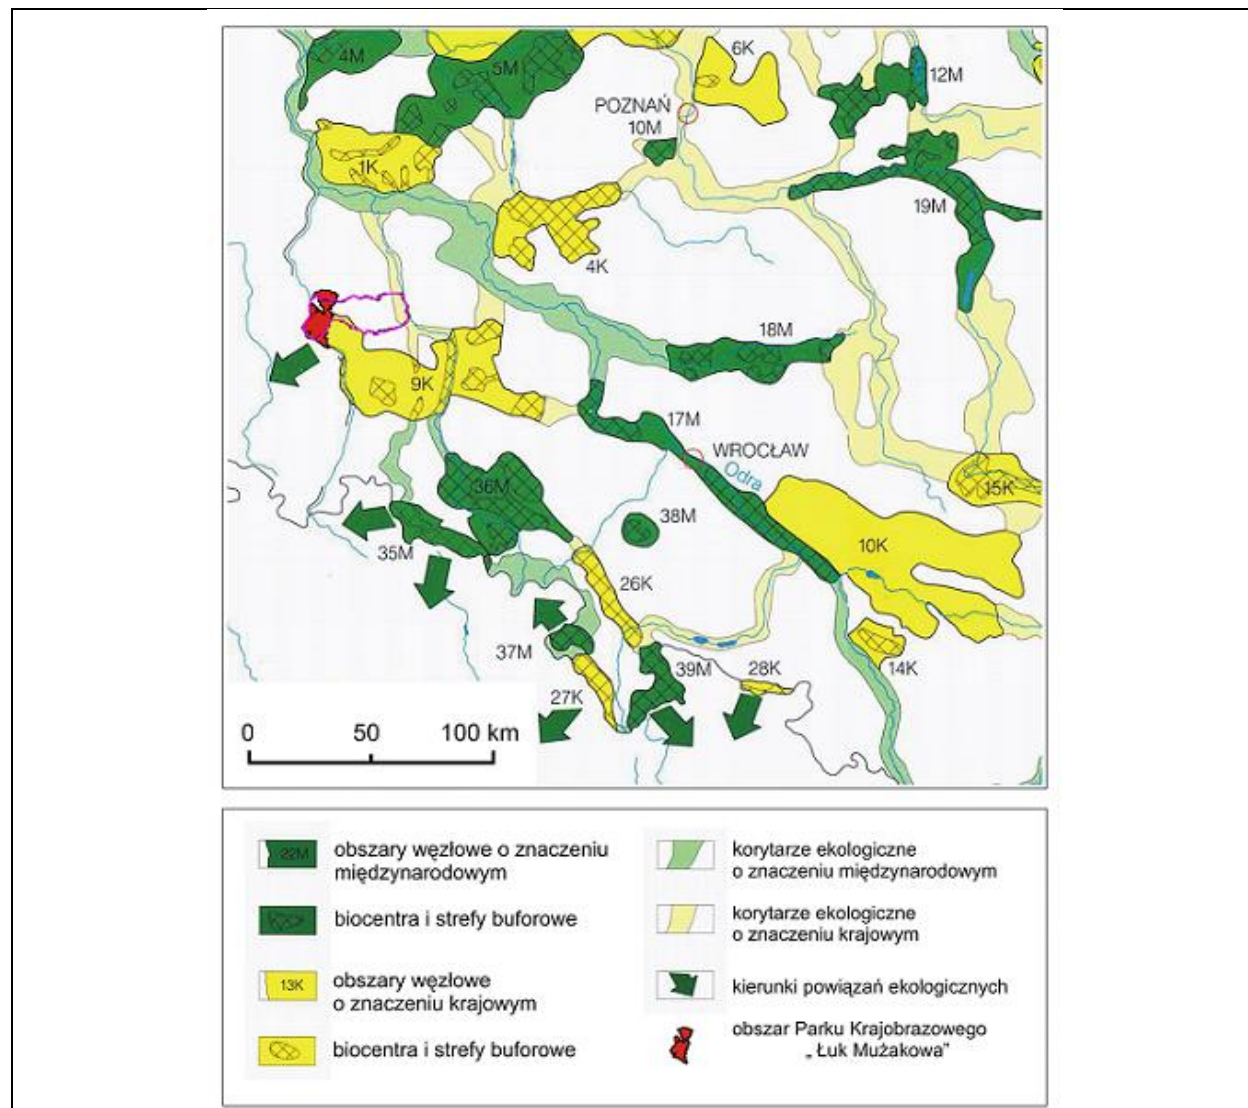 4M
5M
6K
12M
POZNAŃ
10M
1K
19M
4K
18M
9K
17M
WROCŁAW
Odra
15K
36M
38M
35M
10K
26K
37M
39M
28K
14K
27K
0 50 100 km
22M
obszary węzłowe o znaczeniu
międzynarodowym
biocentra i strefy buforowe
13K
obszary węzłowe
o znaczeniu krajowym
biocentra i strefy buforowe
korytarze ekologiczne
o znaczeniu międzynarodowym
korytarze ekologiczne
o znaczeniu krajowym
kierunki powiązań ekologicznych
obszar Parku Krajobrazowego
„ Łuk Mużakowa”